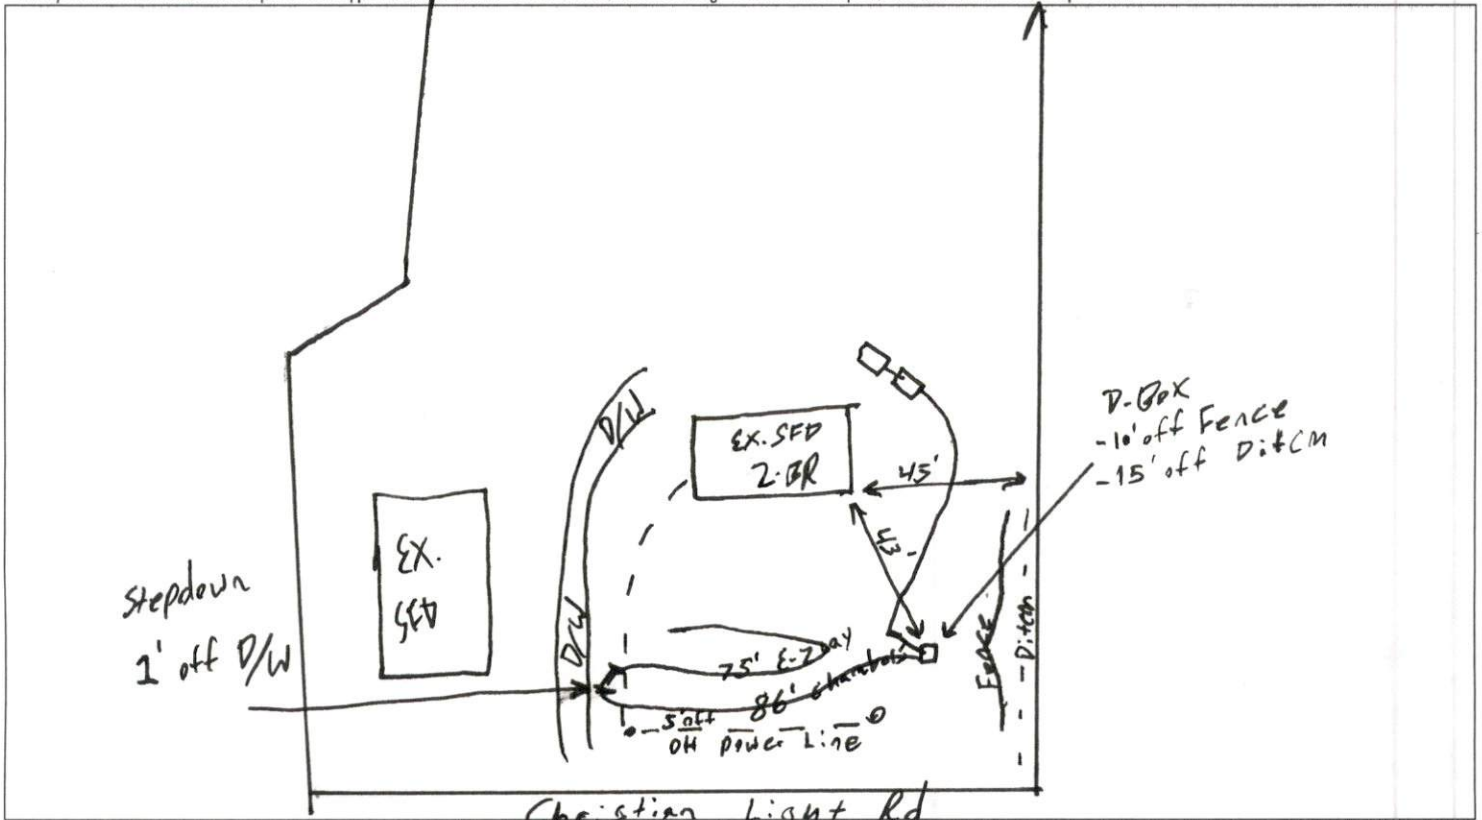 D-Box
-10' off Fence
-15' off Ditch
D/W
EX. SFD
2-BR
45'
43'
EX.
Stepdown
1' off D/W
D/W
75' E-Z Lay
86' chambers
5' off
OH Power Line
Fence
Ditch
Christian Light Rd